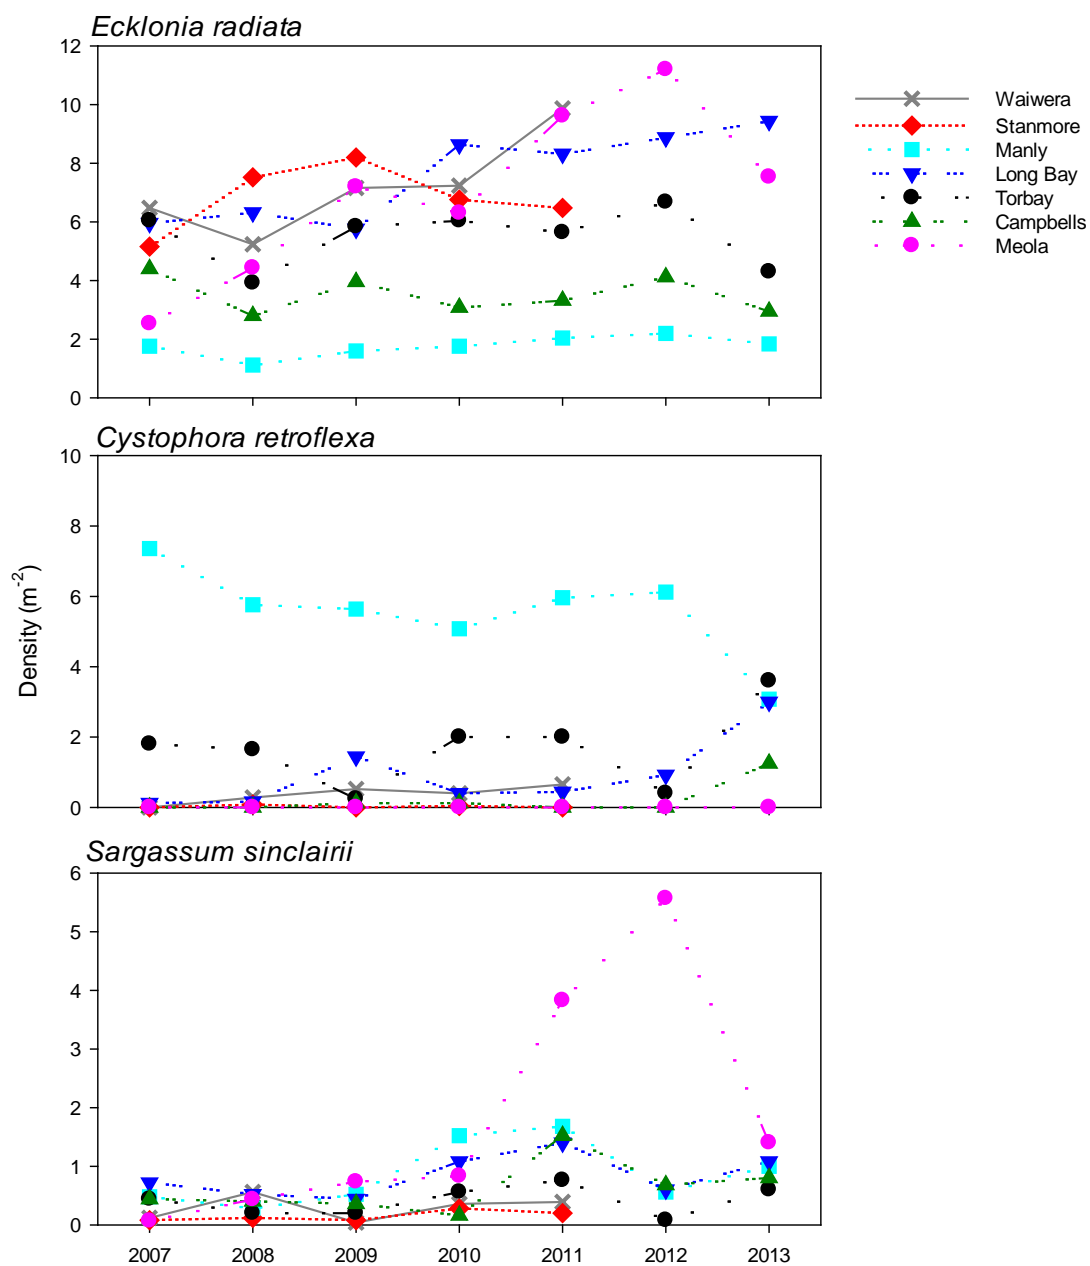 Ecklonia radiata
12
10
8
6
4
2
0
Waiwera
Stanmore
Manly
Long Bay
Torbay
Campbells
Meola
Cystophora retroflexa
10
8
6
4
2
0
Density (m⁻²)
Sargassum sinclairii
6
5
4
3
2
1
0
2007 2008 2009 2010 2011 2012 2013